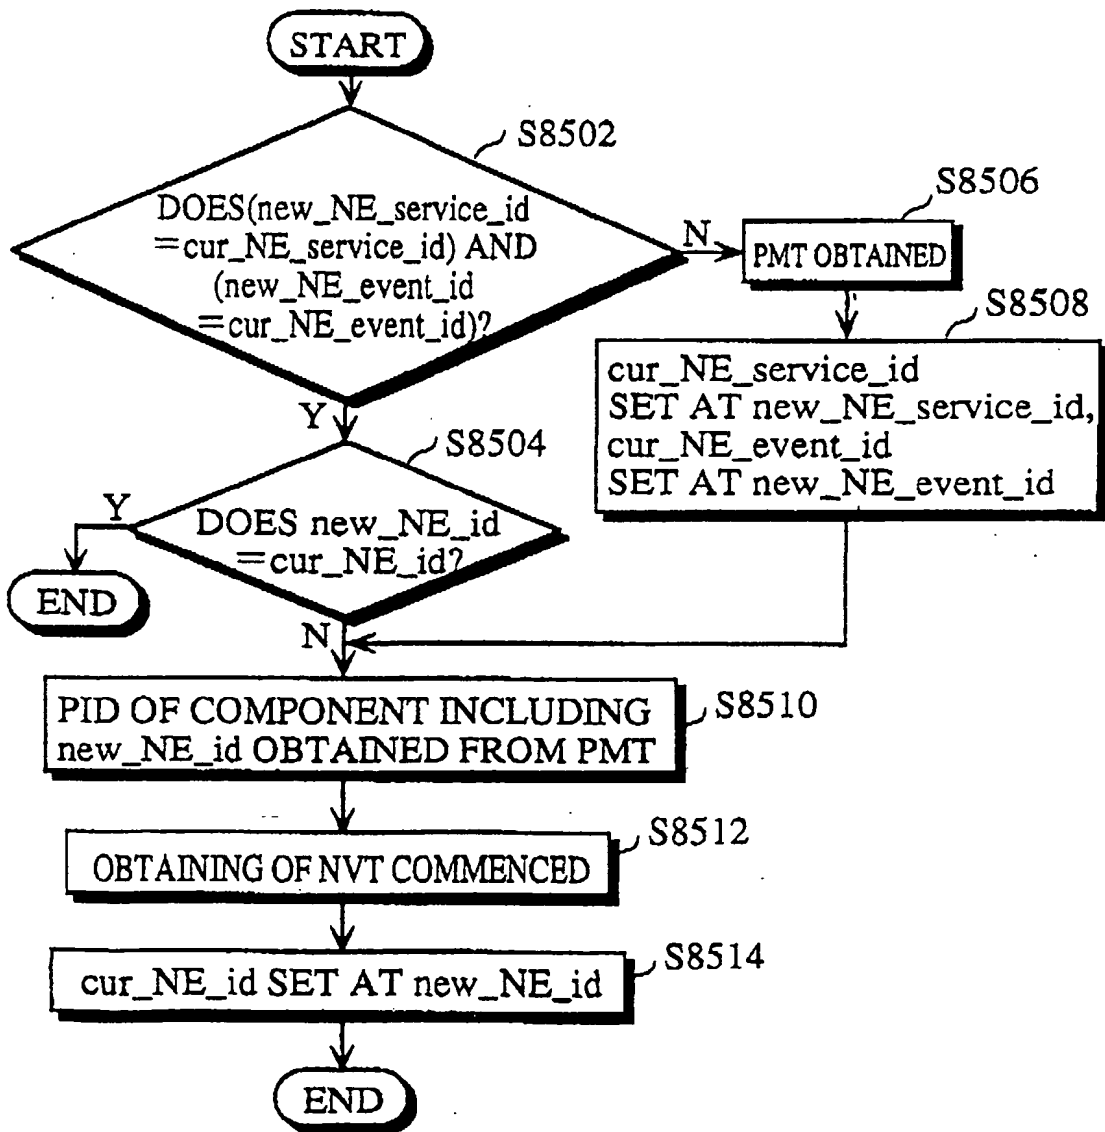 START
S8502
DOES(new_NE_service_id
=cur_NE_service_id) AND
(new_NE_event_id
=cur_NE_event_id)?
N
S8506
PMT OBTAINED
S8508
cur_NE_service_id
SET AT new_NE_service_id,
cur_NE_event_id
SET AT new_NE_event_id
Y
S8504
DOES new_NE_id
=cur_NE_id?
Y
END
N
PID OF COMPONENT INCLUDING
new_NE_id OBTAINED FROM PMT
S8510
OBTAINING OF NVT COMMENCED
S8512
cur_NE_id SET AT new_NE_id
S8514
END